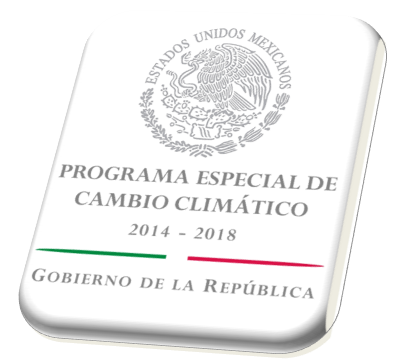 ESTADOS UNIDOS MEXICANOS
PROGRAMA ESPECIAL DE
CAMBIO CLIMÁTICO
2014 - 2018
GOBIERNO DE LA REPÚBLICA